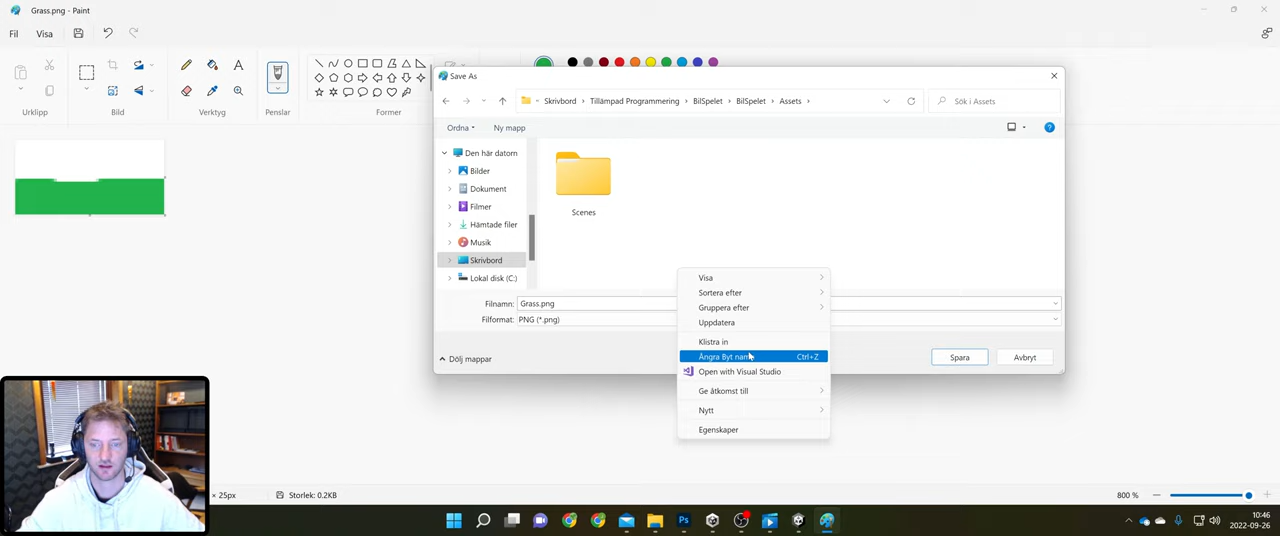 Grass.png - Paint
Fil Visa
Urklipp Bild Verktyg Penslar Former
A
Save As
Skrivbord > Tillämpad Programmering > BilSpelet > BilSpelet > Assets >
Sök i Assets
Ordna Ny mapp
Den här datorn
Bilder
Dokument
Filmer
Hämtade filer
Musik
Skrivbord
Lokal disk (C:)
Scenes
Filnamn: Grass.png
Filformat: PNG (*.png)
Dölj mappar
Spara Avbryt
Visa
Sortera efter
Gruppera efter
Uppdatera
Klistra in
Ångra Byt namn Ctrl+Z
Open with Visual Studio
Ge åtkomst till
Nytt
Egenskaper
× 25px Storlek: 0.2KB 800 %
Ps
10:46
2022-09-26